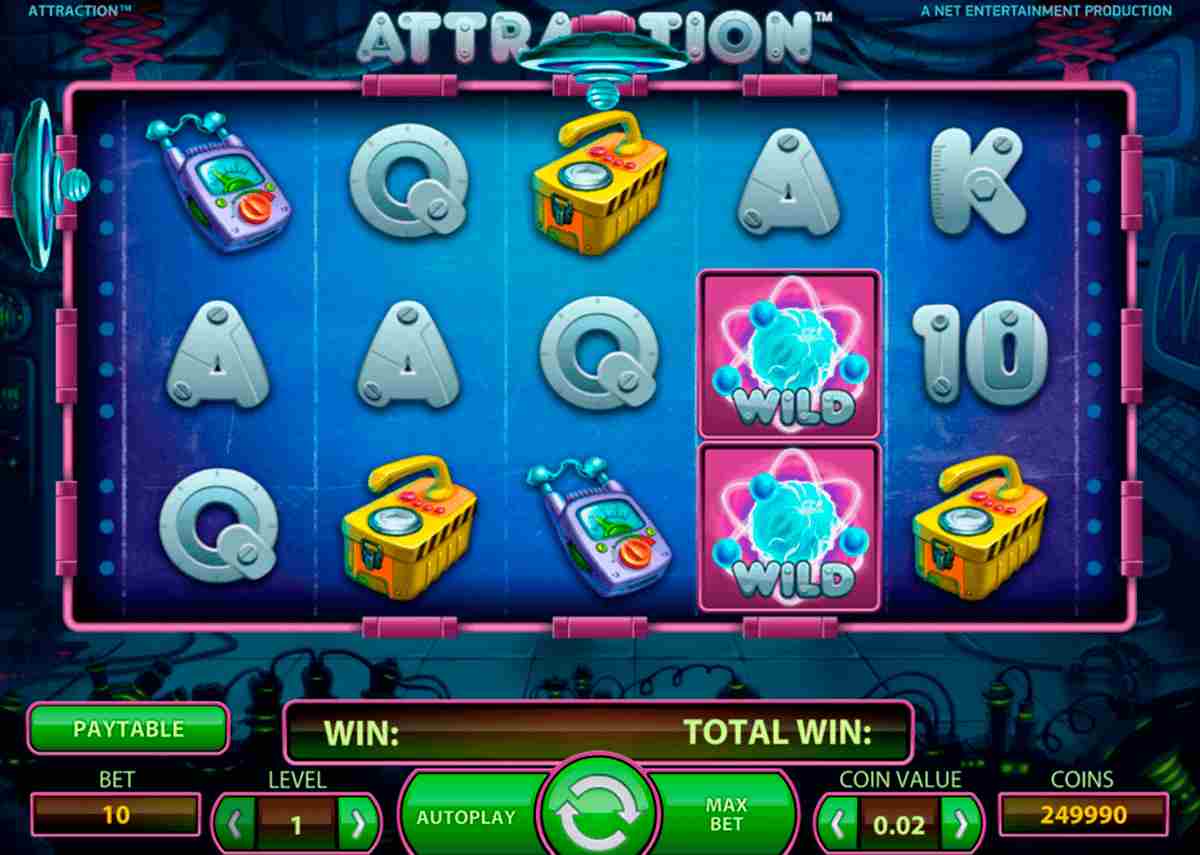 ATTRACTION™
A NET ENTERTAINMENT PRODUCTION
ATTRACTION™
Q
A
K
A
A
Q
WILD
10
Q
WILD
PAYTABLE
WIN:
TOTAL WIN:
BET
LEVEL
COIN VALUE
COINS
10
1
AUTOPLAY
MAX
BET
0.02
249990